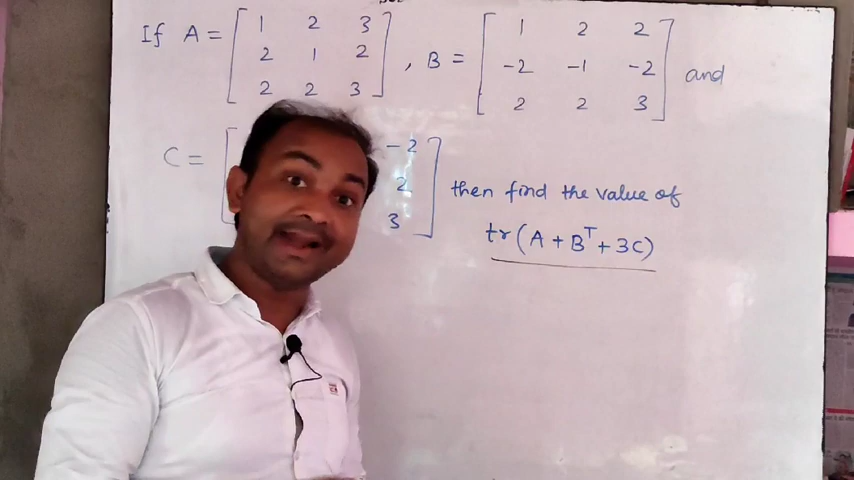 If A = [ 1 2 3
2 1 2
2 2 3 ] , B = [ 1 2 2
-2 -1 -2
2 2 3 ] and
C = [ -2
2
3 ] then find the value of
tr(A + B^T + 3C)